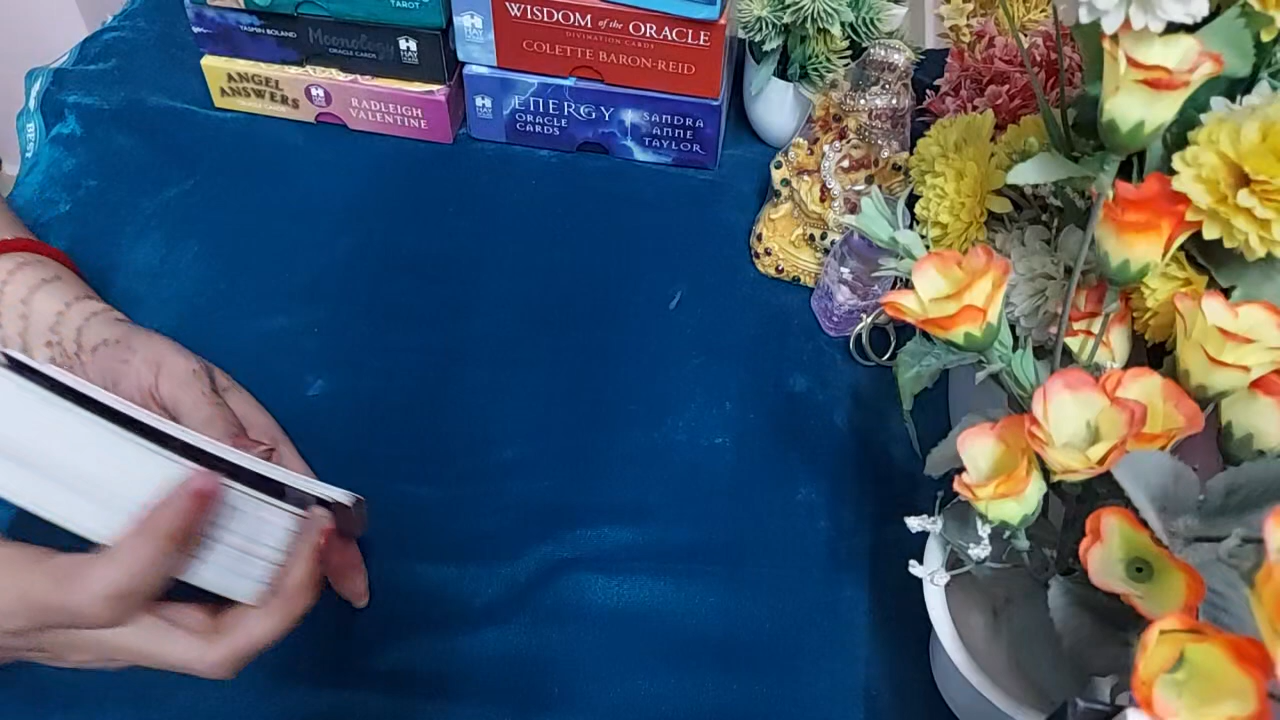 TAROT
YASMIN BOLAND
Moonology
ORACLE CARDS
HAY
HOUSE
ANGEL
ANSWERS
ORACLE CARDS
RADLEIGH
VALENTINE
WISDOM of the ORACLE
DIVINATION CARDS
COLETTE BARON-REID
HAY
ENERGY
ORACLE
CARDS
SANDRA
ANNE
TAYLOR
BEST